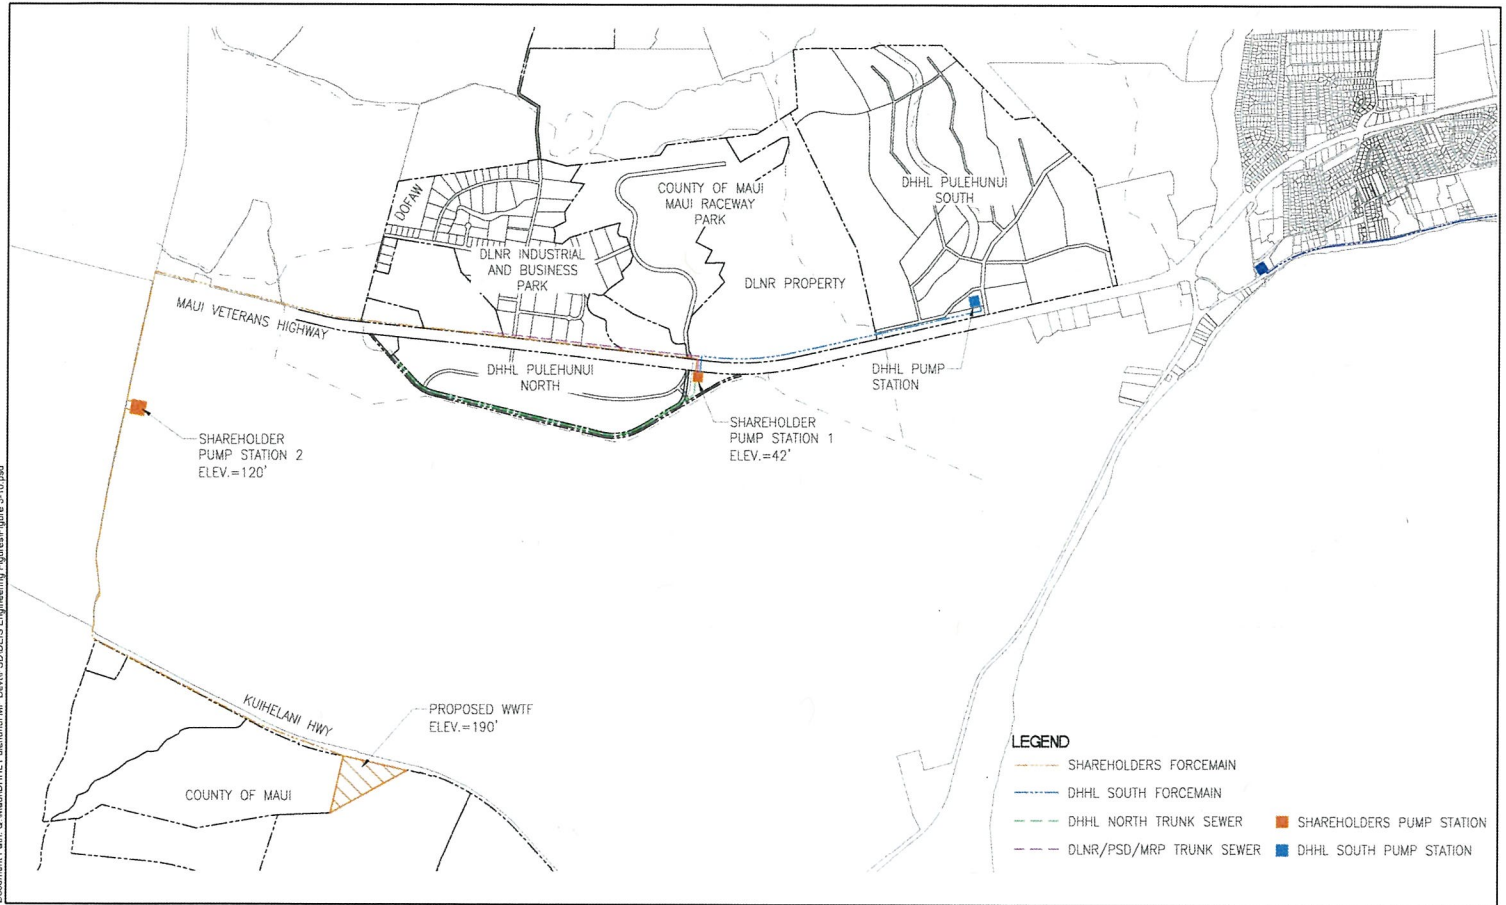 DOFAW
COUNTY OF MAUI
MAUI RACEWAY
PARK
DHHL PULEHUNUI
SOUTH
DLNR INDUSTRIAL
AND BUSINESS
PARK
DLNR PROPERTY
MAUI VETERANS HIGHWAY
DHHL PULEHUNUI
NORTH
DHHL PUMP
STATION
SHAREHOLDER
PUMP STATION 1
ELEV.=42'
SHAREHOLDER
PUMP STATION 2
ELEV.=120'
KUIHELANI HWY
PROPOSED WWTF
ELEV.=190'
COUNTY OF MAUI
LEGEND
SHAREHOLDERS FORCEMAIN
DHHL SOUTH FORCEMAIN
DHHL NORTH TRUNK SEWER
SHAREHOLDERS PUMP STATION
DLNR/PSD/MRP TRUNK SEWER
DHHL SOUTH PUMP STATION